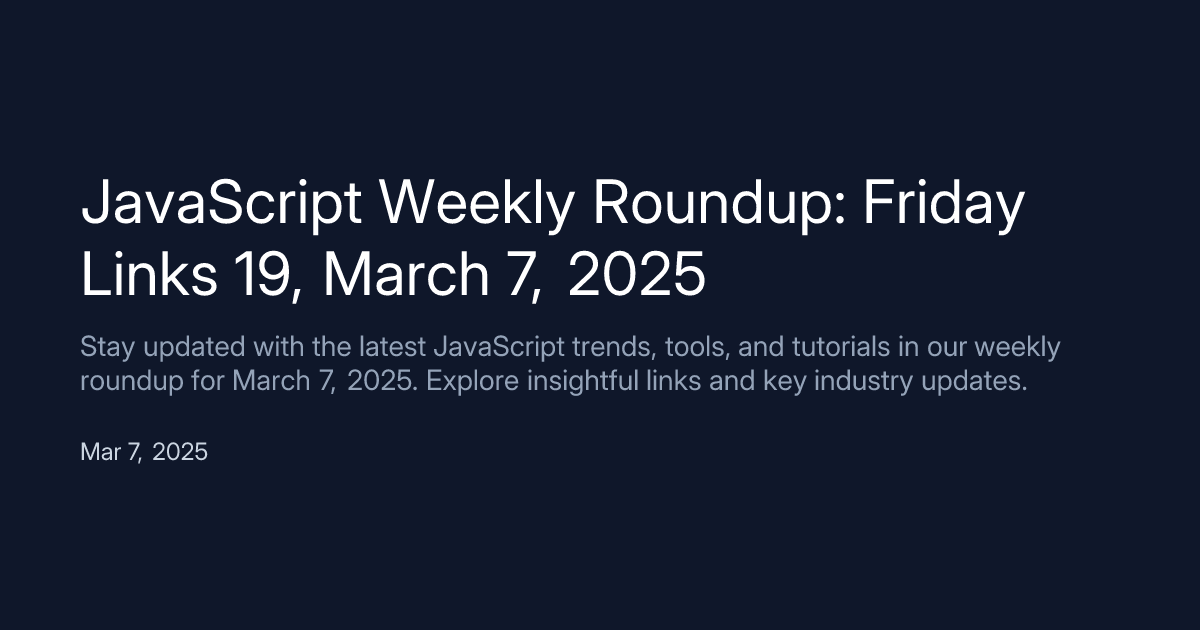 JavaScript Weekly Roundup: Friday
Links 19, March 7, 2025
Stay updated with the latest JavaScript trends, tools, and tutorials in our weekly
roundup for March 7, 2025. Explore insightful links and key industry updates.
Mar 7, 2025